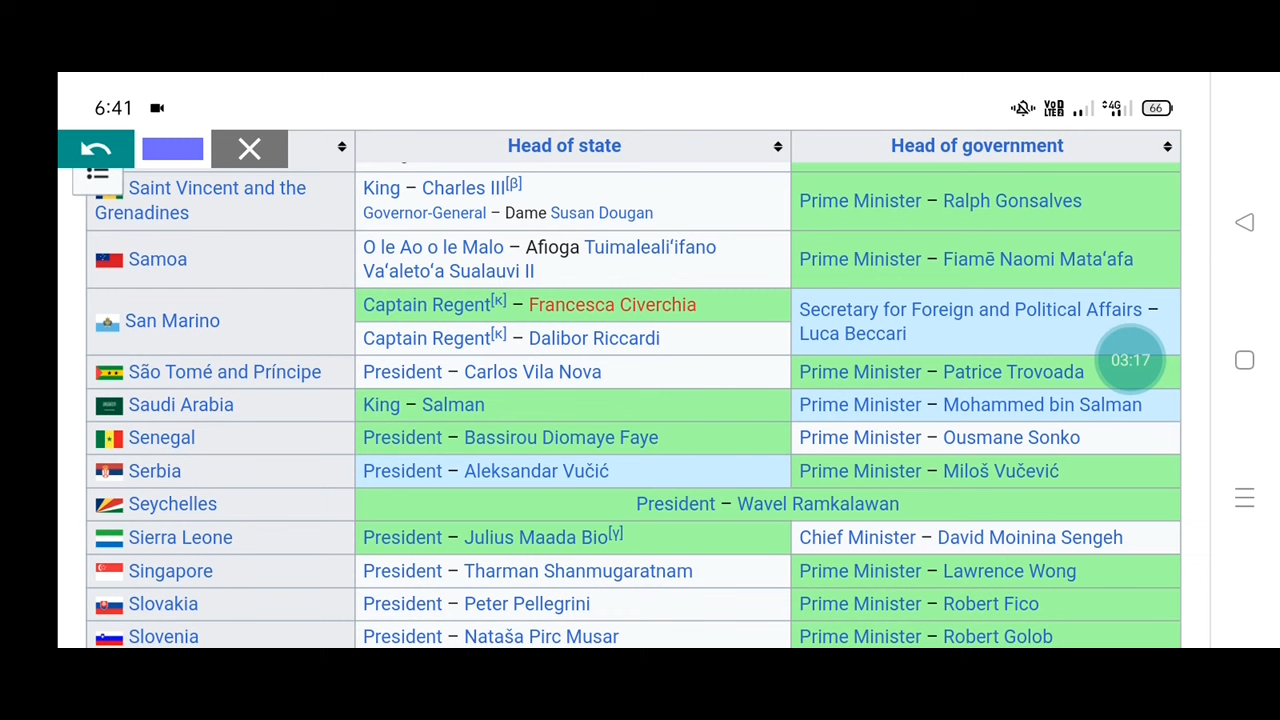 6:41
VoD LTE2 4G 66
Head of state Head of government
Saint Vincent and the Grenadines
King – Charles III[β]
Governor-General – Dame Susan Dougan
Prime Minister – Ralph Gonsalves
Samoa
O le Ao o le Malo – Afioga Tuimalealiʻifano
Vaʻaletoʻa Sualauvi II
Prime Minister – Fiamē Naomi Mataʻafa
San Marino
Captain Regent[κ] – Francesca Civerchia
Captain Regent[κ] – Dalibor Riccardi
Secretary for Foreign and Political Affairs –
Luca Beccari
03:17
São Tomé and Príncipe President – Carlos Vila Nova Prime Minister – Patrice Trovoada
Saudi Arabia King – Salman Prime Minister – Mohammed bin Salman
Senegal President – Bassirou Diomaye Faye Prime Minister – Ousmane Sonko
Serbia President – Aleksandar Vučić Prime Minister – Miloš Vučević
Seychelles President – Wavel Ramkalawan
Sierra Leone President – Julius Maada Bio[γ] Chief Minister – David Moinina Sengeh
Singapore President – Tharman Shanmugaratnam Prime Minister – Lawrence Wong
Slovakia President – Peter Pellegrini Prime Minister – Robert Fico
Slovenia President – Nataša Pirc Musar Prime Minister – Robert Golob